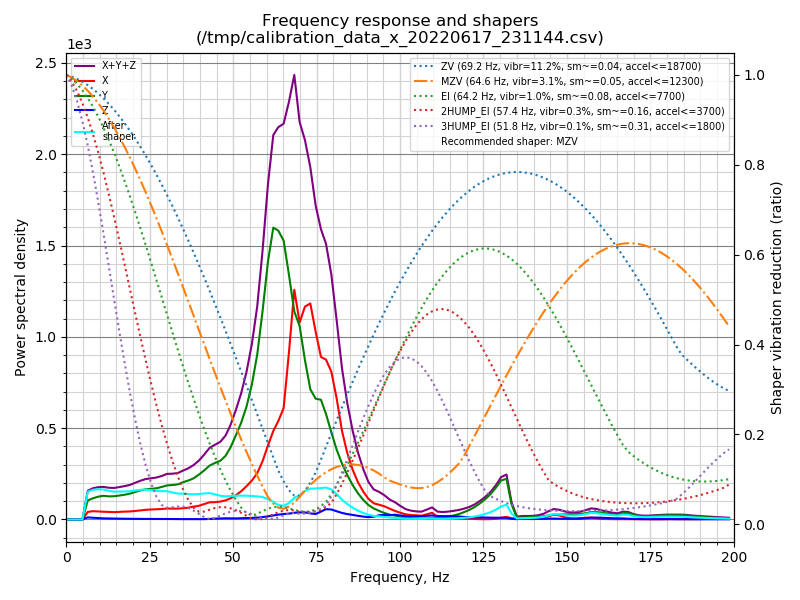 Frequency response and shapers
(/tmp/calibration_data_x_20220617_231144.csv)
1e3
X+Y+Z
X
Y
Z
After
shaper
ZV (69.2 Hz, vibr=11.2%, sm~=0.04, accel<=18700)
MZV (64.6 Hz, vibr=3.1%, sm~=0.05, accel<=12300)
EI (64.2 Hz, vibr=1.0%, sm~=0.08, accel<=7700)
2HUMP_EI (57.4 Hz, vibr=0.3%, sm~=0.16, accel<=3700)
3HUMP_EI (51.8 Hz, vibr=0.1%, sm~=0.31, accel<=1800)
Recommended shaper: MZV
2.5
2.0
1.5
1.0
0.5
0.0
Power spectral density
1.0
0.8
0.6
0.4
0.2
0.0
Shaper vibration reduction (ratio)
0 25 50 75 100 125 150 175 200
Frequency, Hz